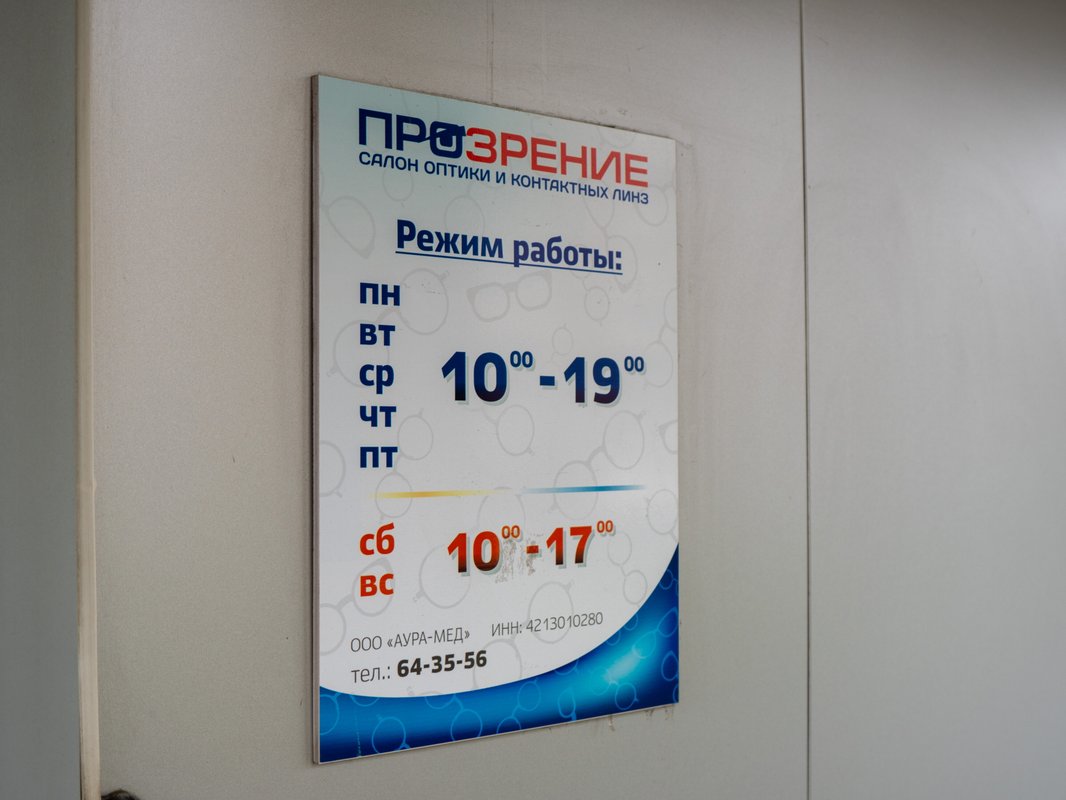 ПРОЗРЕНИЕ
САЛОН ОПТИКИ И КОНТАКТНЫХ ЛИНЗ
Режим работы:
пн
вт
ср
чт
пт
10⁰⁰ - 19⁰⁰
сб
вс
10⁰⁰ - 17⁰⁰
ООО «АУРА-МЕД» ИНН: 4213010280
тел.: 64-35-56